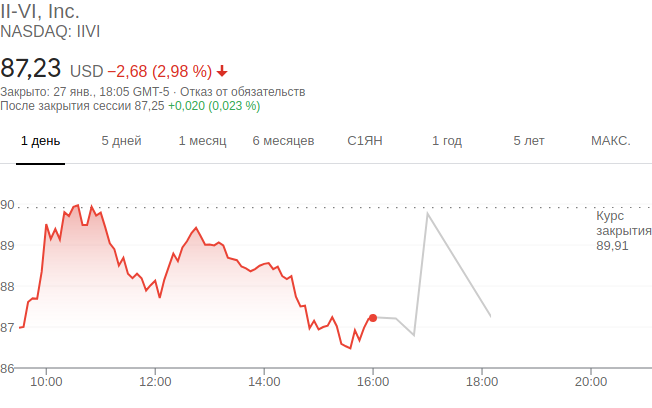 II-VI, Inc.
NASDAQ: IIVI
87,23 USD −2,68 (2,98 %)
Закрыто: 27 янв., 18:05 GMT-5 · Отказ от обязательств
После закрытия сессии 87,25 +0,020 (0,023 %)
1 день 5 дней 1 месяц 6 месяцев С1ЯН 1 год 5 лет МАКС.
90
Курс
закрытия
89,91
89
88
87
86
10:00 12:00 14:00 16:00 18:00 20:00